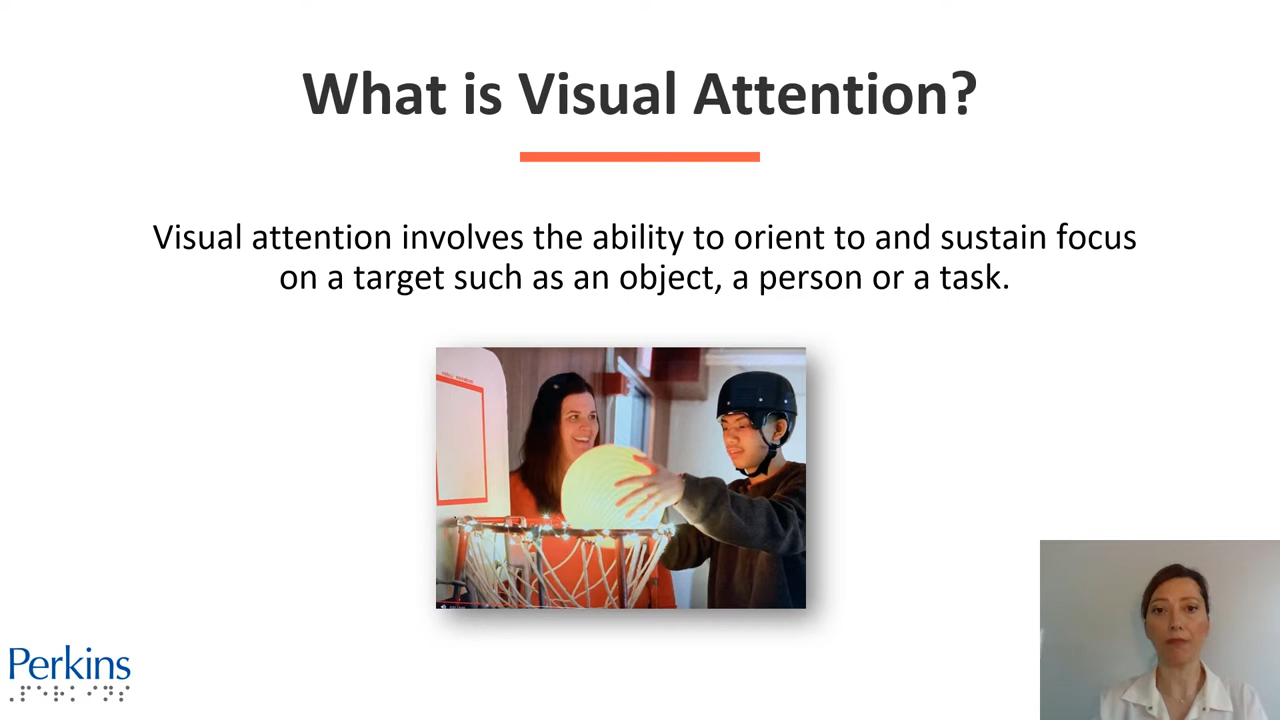 What is Visual Attention?
Visual attention involves the ability to orient to and sustain focus
on a target such as an object, a person or a task.
Perkins
⠠⠏⠑⠗⠅⠊⠝⠎